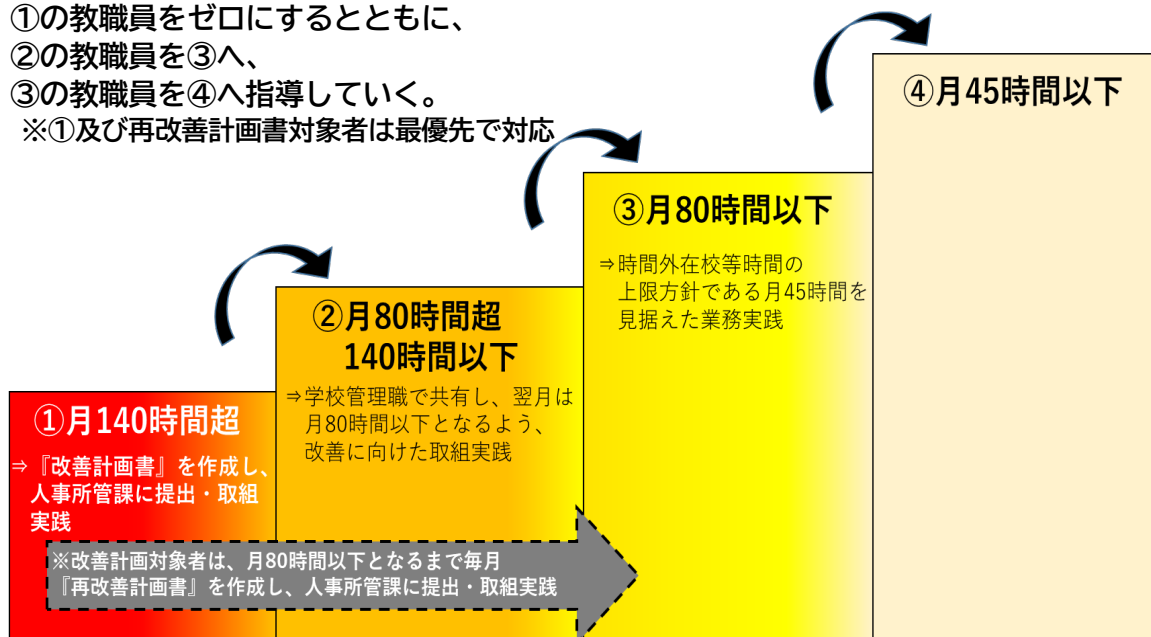 ①の教職員をゼロにするとともに、
②の教職員を③へ、
③の教職員を④へ指導していく。
※①及び再改善計画書対象者は最優先で対応
④月45時間以下
③月80時間以下
⇒時間外在校等時間の
上限方針である月45時間を
見据えた業務実践
②月80時間超
140時間以下
⇒学校管理職で共有し、翌月は
月80時間以下となるよう、
改善に向けた取組実践
①月140時間超
⇒『改善計画書』を作成し、
人事所管課に提出・取組
実践
※改善計画対象者は、月80時間以下となるまで毎月
『再改善計画書』を作成し、人事所管課に提出・取組実践